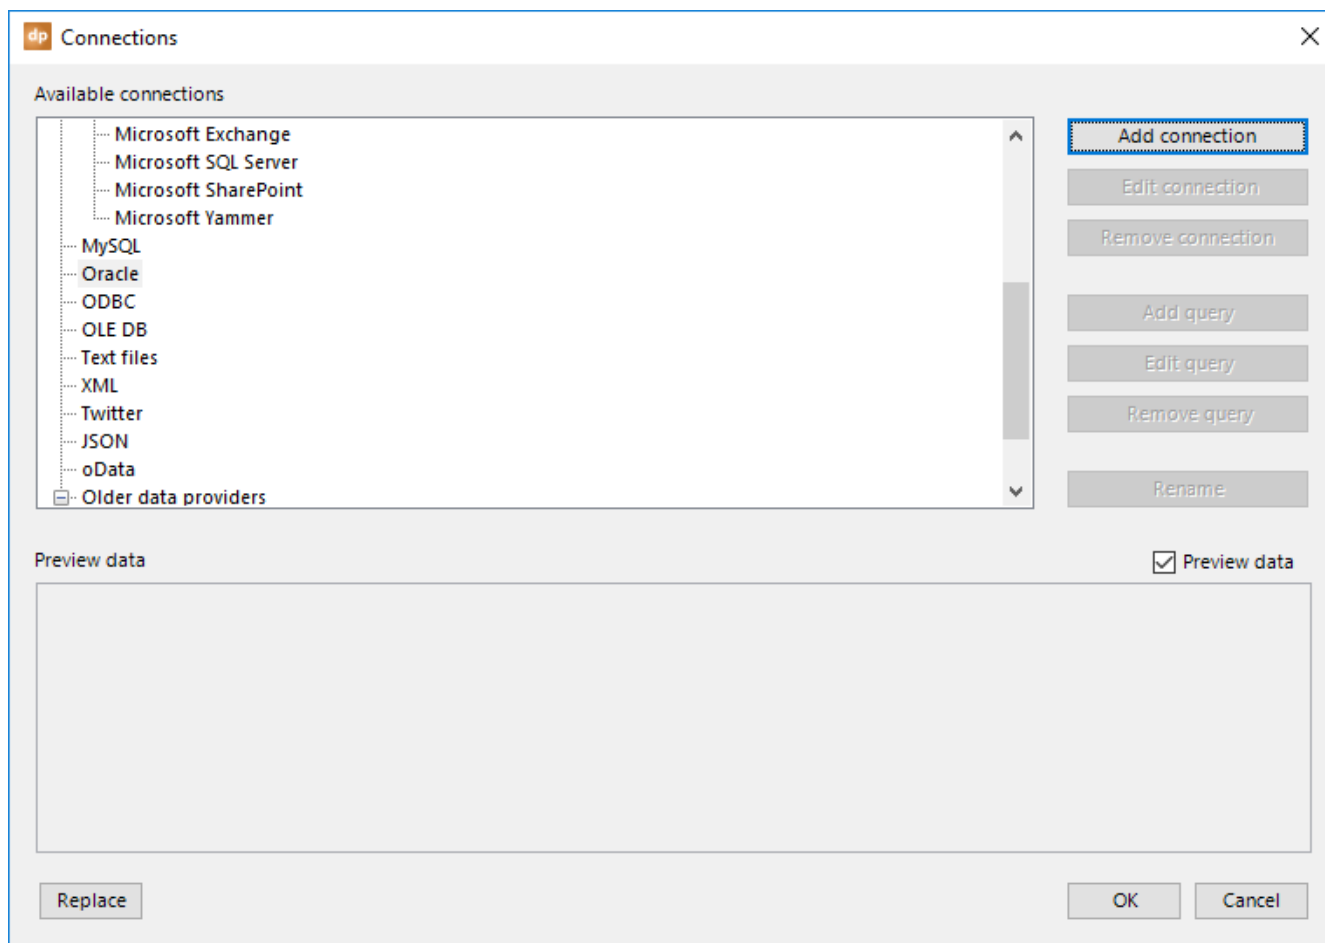 dp Connections
Available connections
Microsoft Exchange
Microsoft SQL Server
Microsoft SharePoint
Microsoft Yammer
MySQL
Oracle
ODBC
OLE DB
Text files
XML
Twitter
JSON
oData
Older data providers
Add connection
Edit connection
Remove connection
Add query
Edit query
Remove query
Rename
Preview data
Preview data
Replace
OK
Cancel